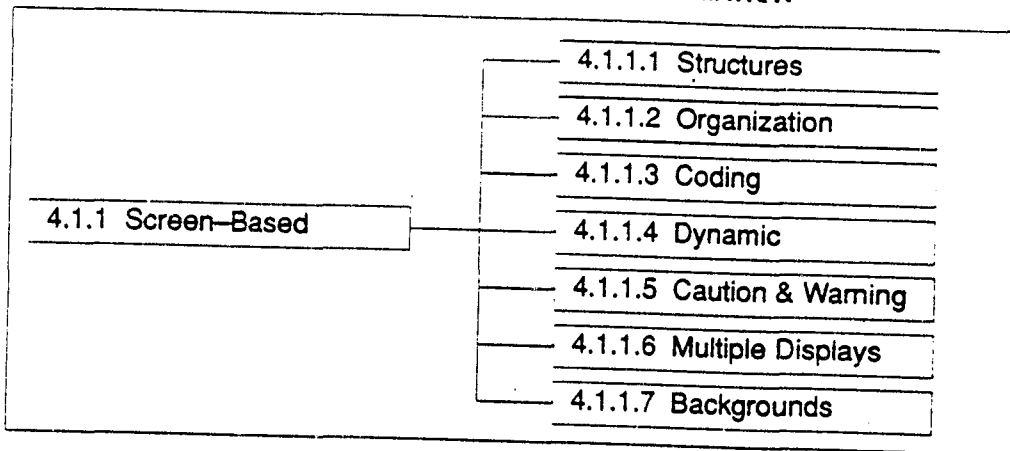 4.1.1 Screen–Based
4.1.1.1 Structures
4.1.1.2 Organization
4.1.1.3 Coding
4.1.1.4 Dynamic
4.1.1.5 Caution & Warning
4.1.1.6 Multiple Displays
4.1.1.7 Backgrounds